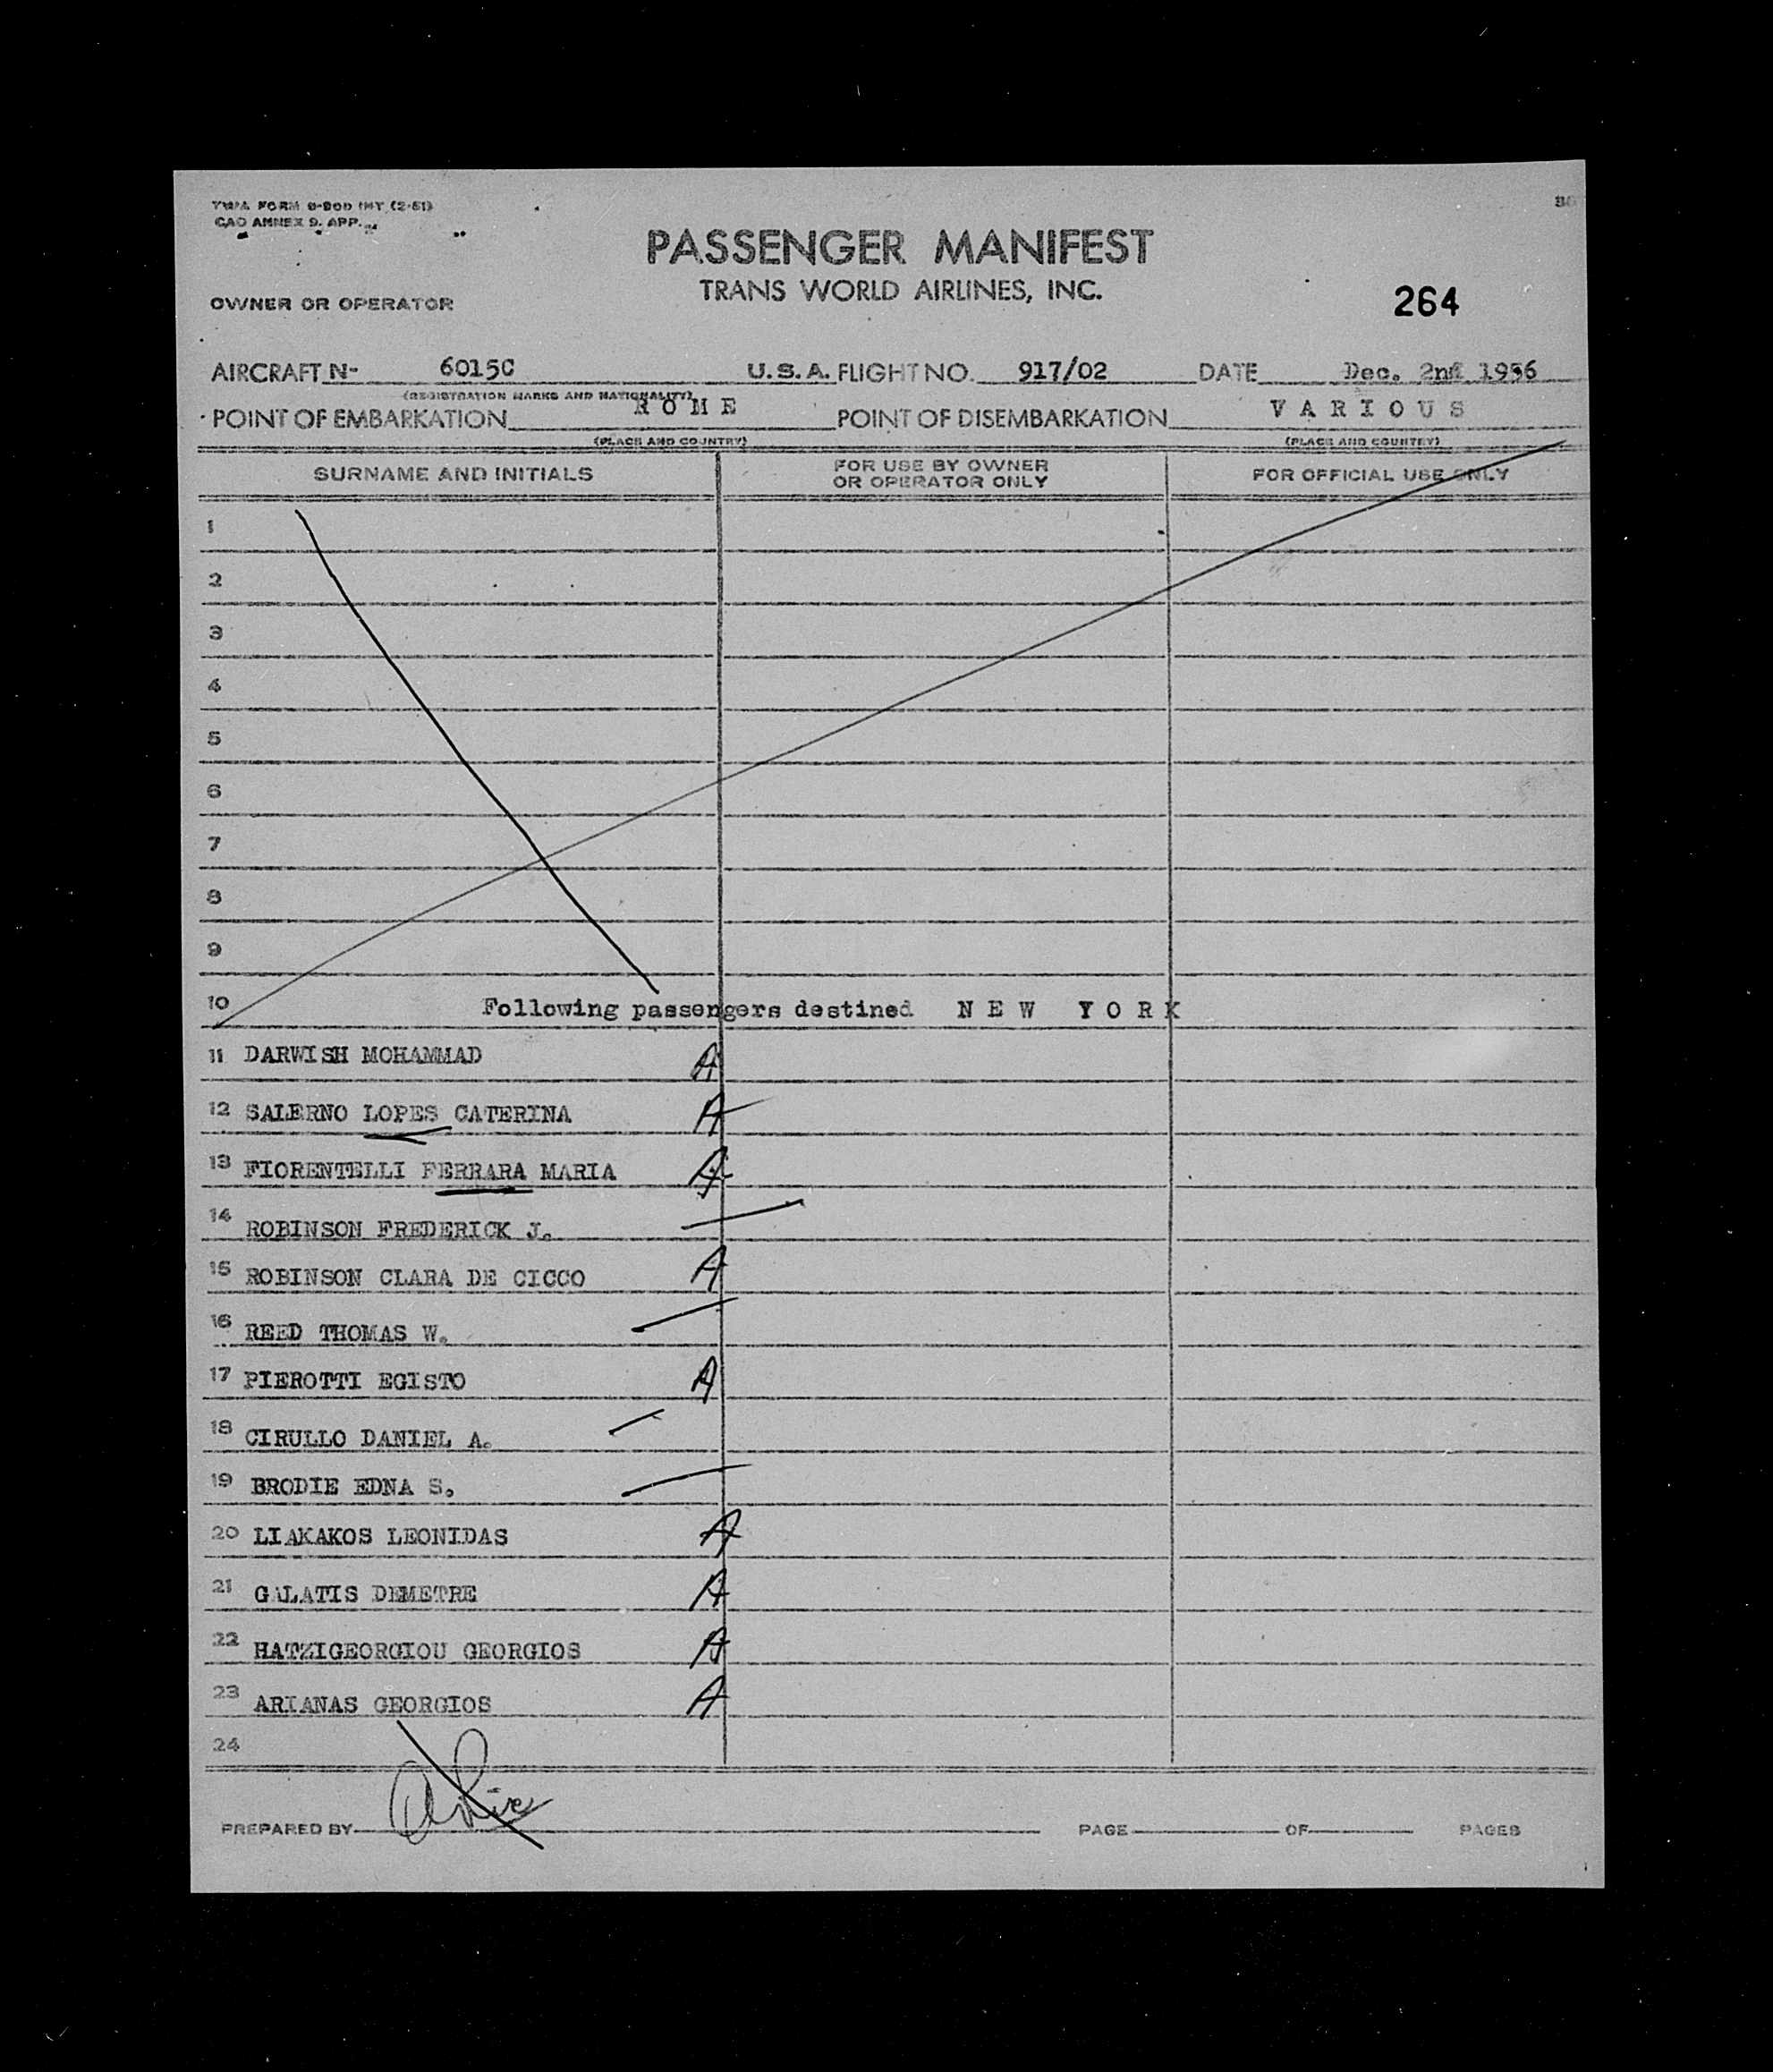 TWA FORM
CAO ANNEX 9. APP.
PASSENGER MANIFEST
TRANS WORLD AIRLINES, INC.
264
OWNER OR OPERATOR
AIRCRAFT N- 6015C U.S.A. FLIGHT NO. 917/02 DATE Dec. 2nd 1956
(REGISTRATION MARKS AND NATIONALITY)
POINT OF EMBARKATION ROME POINT OF DISEMBARKATION VARIOUS
(PLACE AND COUNTRY) (PLACE AND COUNTRY)
SURNAME AND INITIALS FOR USE BY OWNER OR OPERATOR ONLY FOR OFFICIAL USE ONLY
1
2
3
4
5
6
7
8
9
10 Following passengers destined NEW YORK
11 DARWISH MOHAMMAD A
12 SALERNO LOPES CATERINA A
13 FIORENTELLI FERRARA MARIA A
14 ROBINSON FREDERICK J.
15 ROBINSON CLARA DE CICCO A
16 REED THOMAS W.
17 PIEROTTI EGISTO A
18 CIRULLO DANIEL A.
19 BRODIE EDNA S.
20 LIAKAKOS LEONIDAS A
21 GALATIS DEMETRE A
22 HATZIGEORGIOU GEORGIOS A
23 ARIANAS GEORGIOS A
24
PREPARED BY PAGE OF PAGES